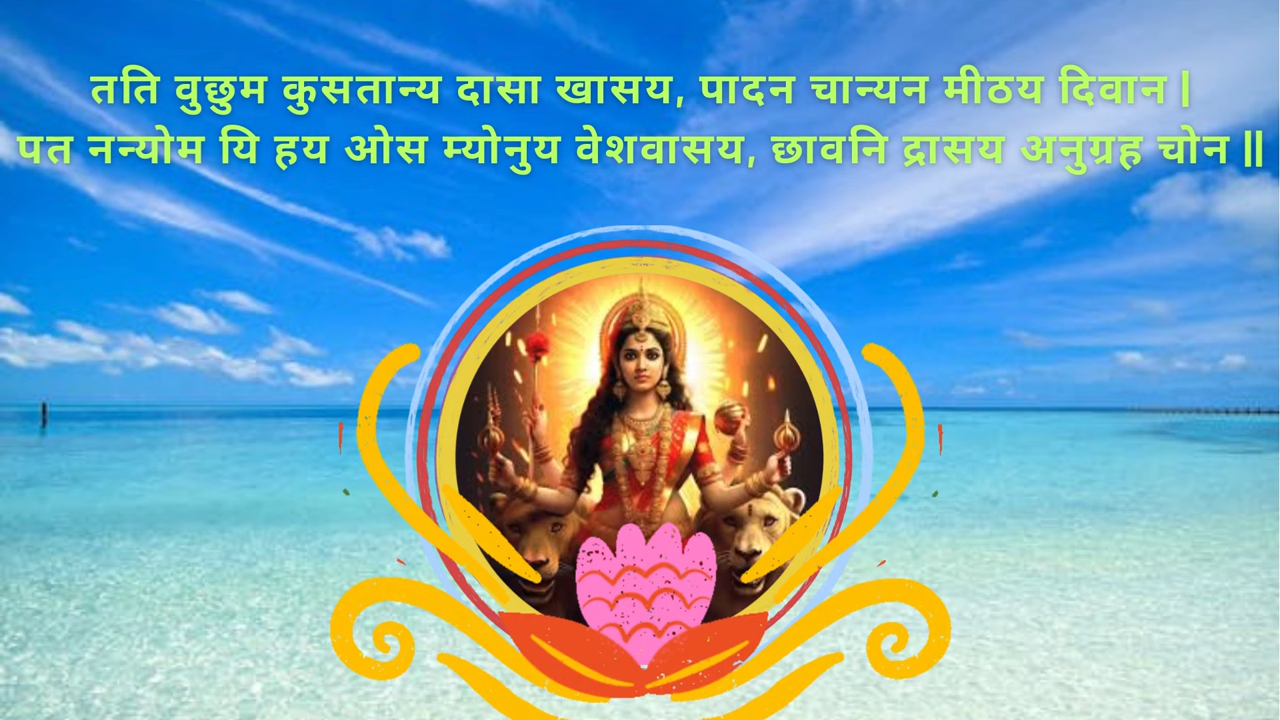 तति वुछुम कुसतान्य दासा खासय, पादन चान्यन मीठय दिवान |
पत नन्योम यि हय ओस म्योनुय वेशवासय, छावनि द्रासय अनुग्रह चोन ||